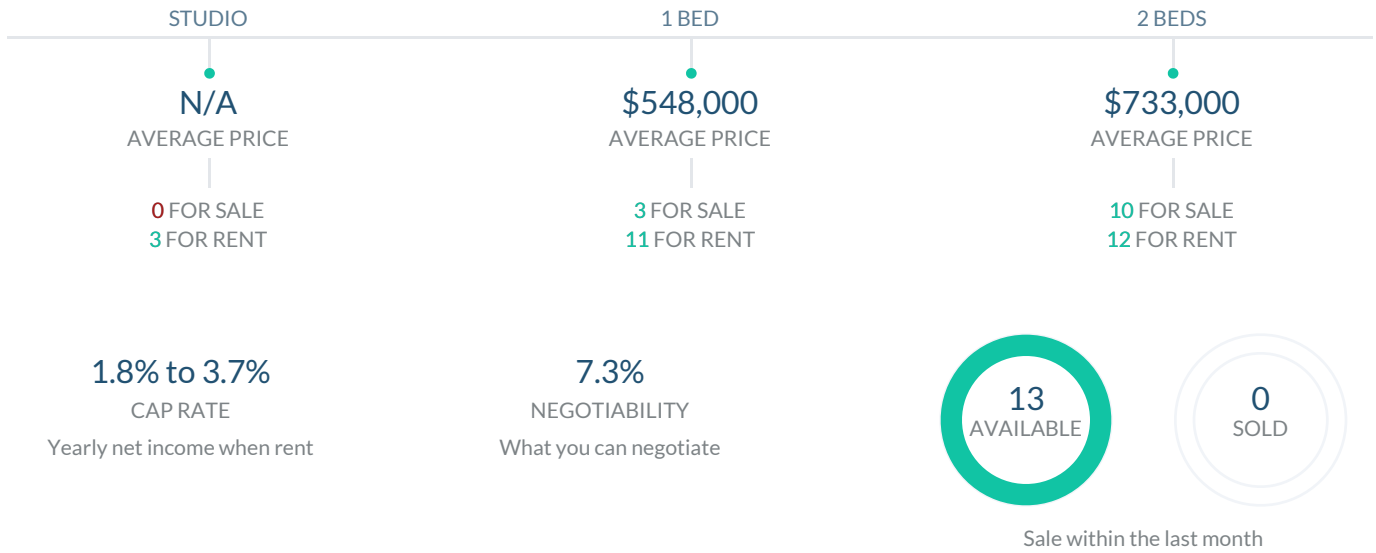 STUDIO
N/A
AVERAGE PRICE
0 FOR SALE
3 FOR RENT
1 BED
$548,000
AVERAGE PRICE
3 FOR SALE
11 FOR RENT
2 BEDS
$733,000
AVERAGE PRICE
10 FOR SALE
12 FOR RENT
1.8% to 3.7%
CAP RATE
Yearly net income when rent
7.3%
NEGOTIABILITY
What you can negotiate
13
AVAILABLE
0
SOLD
Sale within the last month